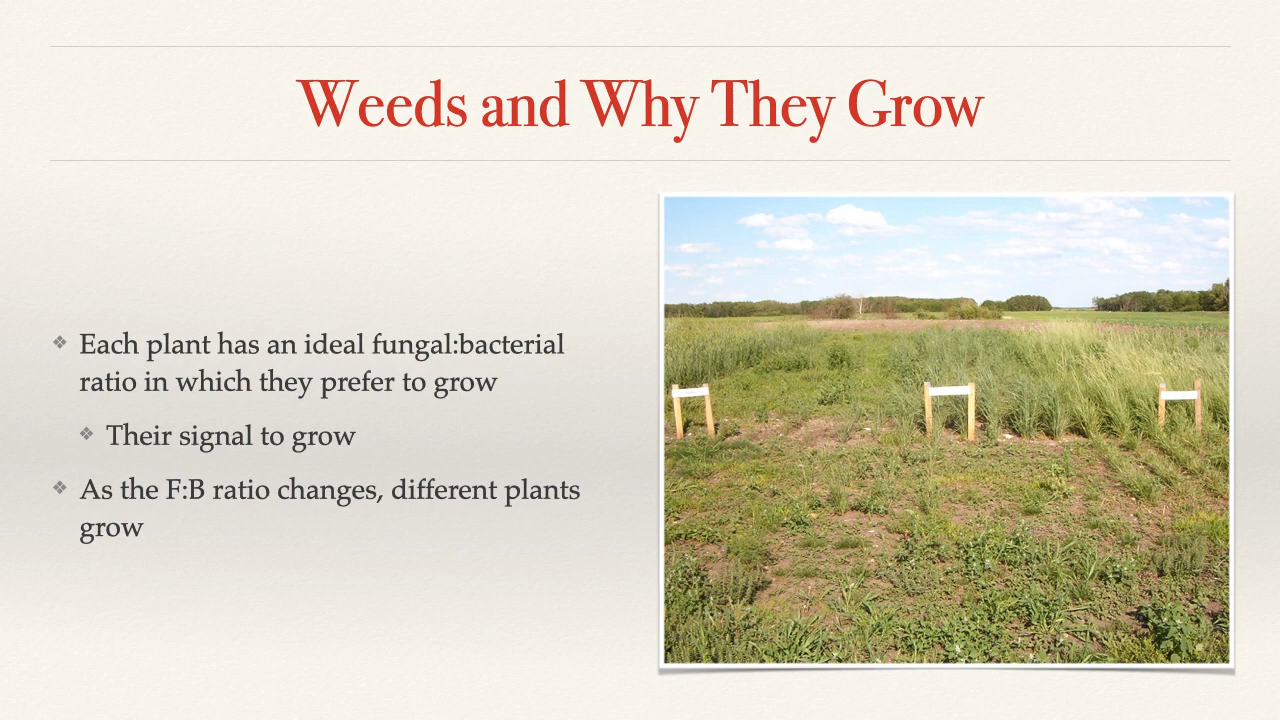 Weeds and Why They Grow
Each plant has an ideal fungal:bacterial
ratio in which they prefer to grow
Their signal to grow
As the F:B ratio changes, different plants
grow